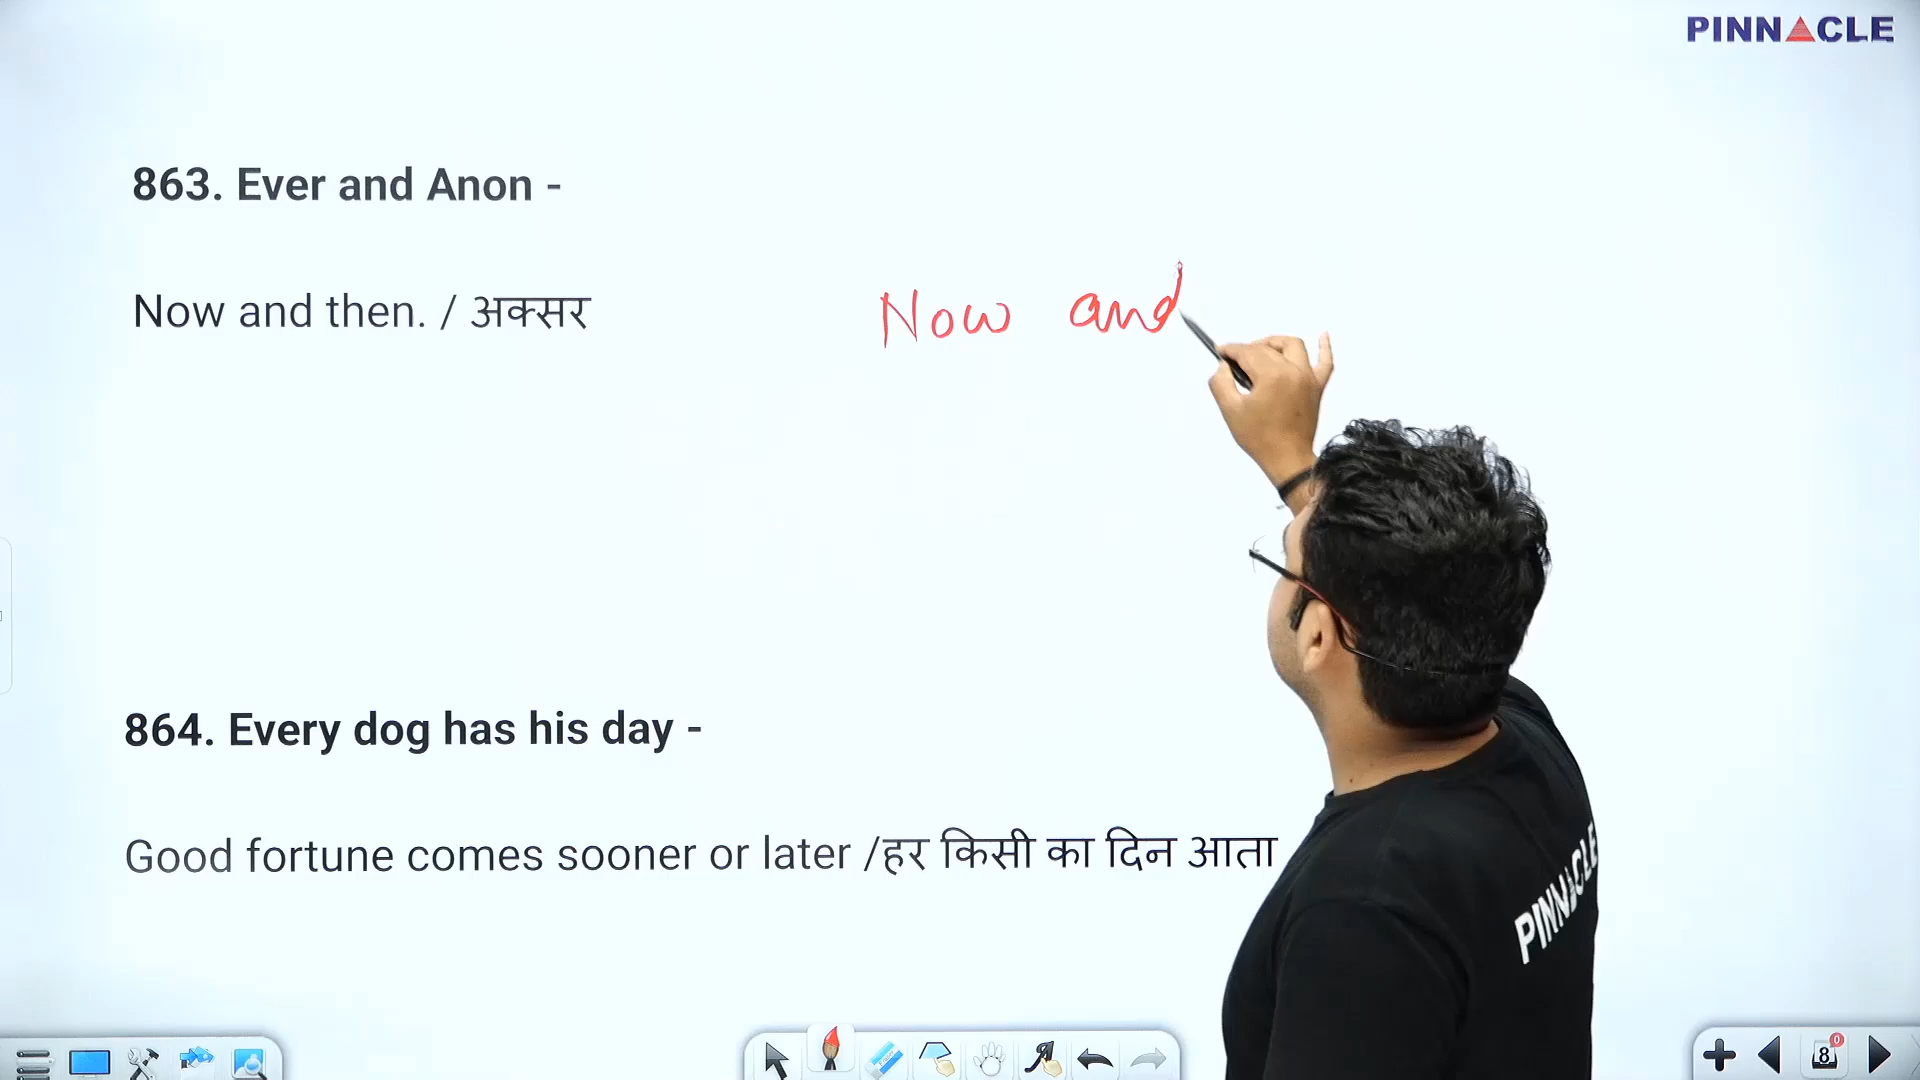 PINNACLE
863. Ever and Anon -
Now and then. / अक्सर
Now and
864. Every dog has his day -
Good fortune comes sooner or later /हर किसी का दिन आता
PINNACLE
8
0